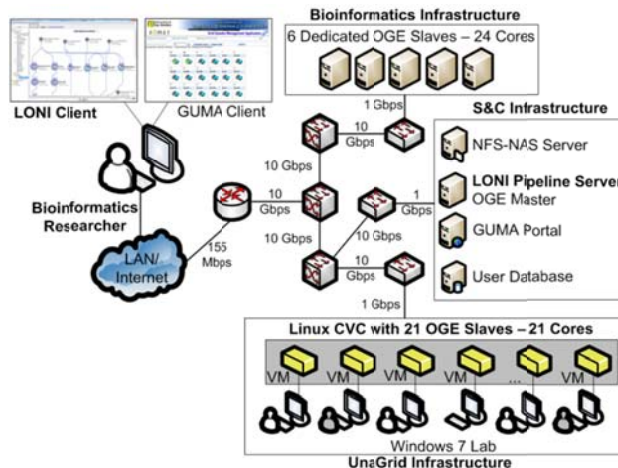 Bioinformatics Infrastructure
6 Dedicated OGE Slaves – 24 Cores
LONI Client
GUMA Client
1 Gbps
S&C Infrastructure
10
Gbps
NFS-NAS Server
10 Gbps
LONI Pipeline Server
OGE Master
10
Gbps
1
Gbps
Bioinformatics
Researcher
GUMA Portal
10 Gbps
10 Gbps
155
Mbps
LAN/
Internet
10
Gbps
User Database
1 Gbps
Linux CVC with 21 OGE Slaves – 21 Cores
VM
VM
VM
VM
...
VM
Windows 7 Lab
UnaGrid Infrastructure